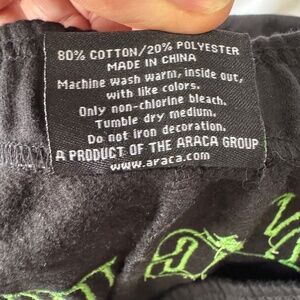 80% COTTON/20% POLYESTER
MADE IN CHINA
Machine wash warm, inside out,
with like colors.
Only non-chlorine bleach.
Tumble dry medium.
Do not iron decoration.
A PRODUCT OF THE ARACA GROUP
www.araca.com